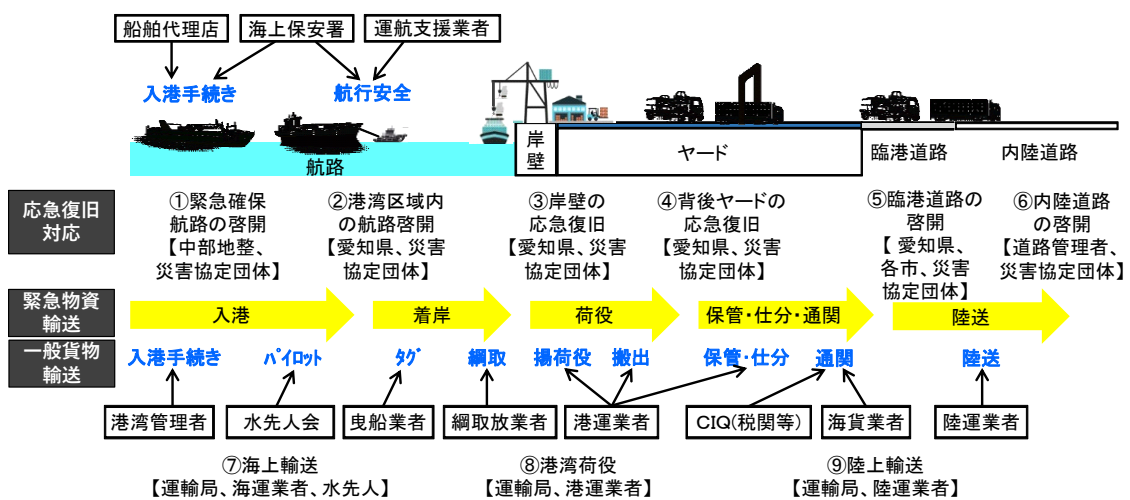 船舶代理店 海上保安署 運航支援業者
入港手続き 航行安全
航路 岸壁 ヤード 臨港道路 内陸道路
応急復旧
対応
①緊急確保
航路の啓開
【中部地整、
災害協定団体】
②港湾区域内
の航路啓開
【愛知県、災害
協定団体】
③岸壁の
応急復旧
【愛知県、災害
協定団体】
④背後ヤードの
応急復旧
【愛知県、災害
協定団体】
⑤臨港道路の
啓開
【 愛知県、
各市、災害
協定団体】
⑥内陸道路
の啓開
【道路管理者、
災害協定団体】
緊急物資
輸送
入港 着岸 荷役 保管・仕分・通関 陸送
一般貨物
輸送
入港手続き ﾊﾟｲﾛｯﾄ ﾀｸﾞ 綱取 揚荷役 搬出 保管・仕分 通関 陸送
港湾管理者 水先人会 曳船業者 綱取放業者 港運業者 CIQ(税関等) 海貨業者 陸運業者
⑦海上輸送
【運輸局、海運業者、水先人】
⑧港湾荷役
【運輸局、港運業者】
⑨陸上輸送
【運輸局、陸運業者】